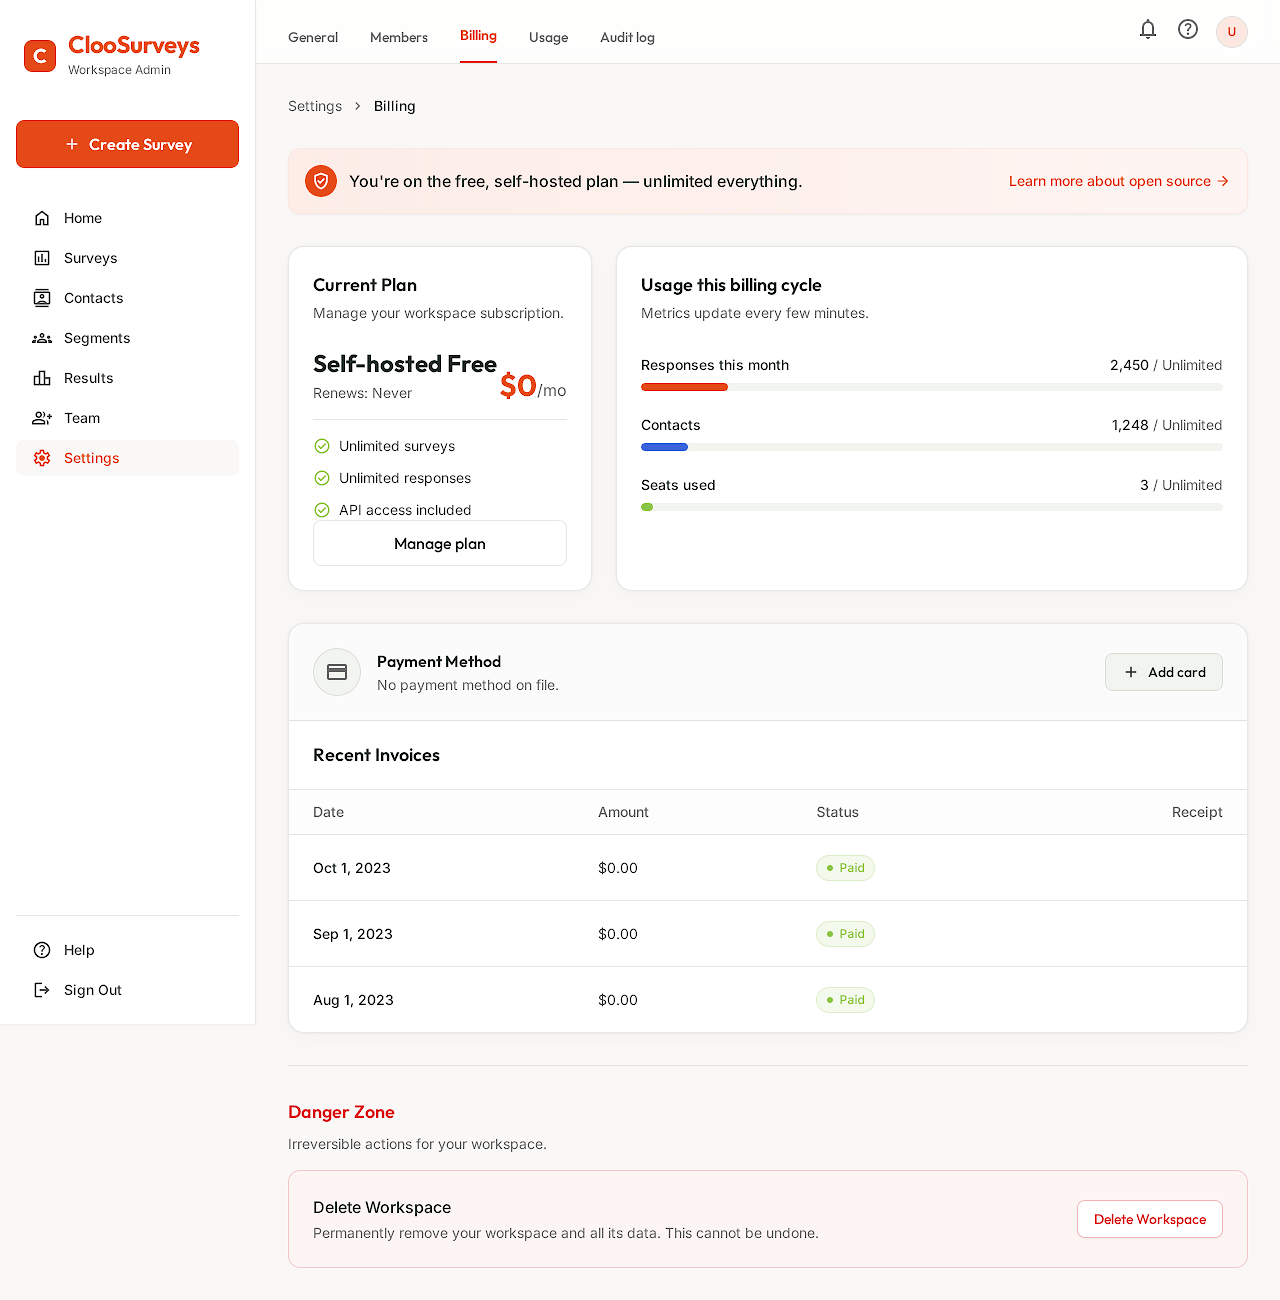 C
ClooSurveys
Workspace Admin
Create Survey
Home
Surveys
Contacts
Segments
Results
Team
Settings
Help
Sign Out
General Members Billing Usage Audit log
U
Settings Billing
You're on the free, self-hosted plan — unlimited everything.
Learn more about open source →
Current Plan
Manage your workspace subscription.
Self-hosted Free
Renews: Never
$0/mo
Unlimited surveys
Unlimited responses
API access included
Manage plan
Usage this billing cycle
Metrics update every few minutes.
Responses this month 2,450 / Unlimited
Contacts 1,248 / Unlimited
Seats used 3 / Unlimited
Payment Method
No payment method on file.
Add card
Recent Invoices
Date Amount Status Receipt
Oct 1, 2023 $0.00 Paid
Sep 1, 2023 $0.00 Paid
Aug 1, 2023 $0.00 Paid
Danger Zone
Irreversible actions for your workspace.
Delete Workspace
Permanently remove your workspace and all its data. This cannot be undone.
Delete Workspace